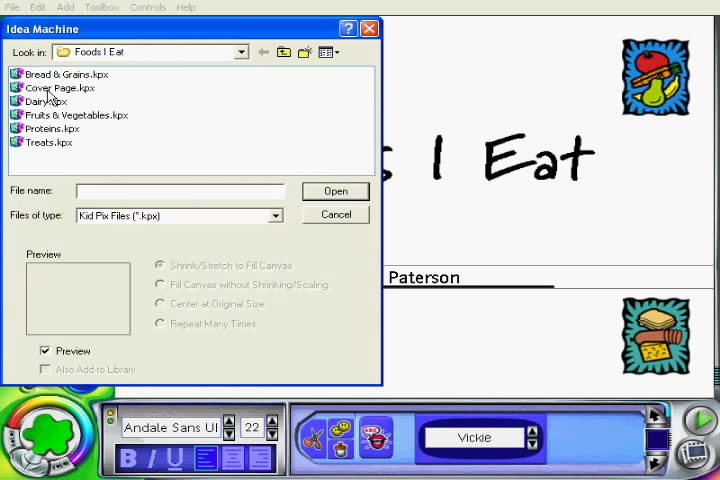 File Edit Add Toolbox Controls Help
Idea Machine
Look in: Foods I Eat
Bread & Grains.kpx
Cover Page.kpx
Dairy.kpx
Fruits & Vegetables.kpx
Proteins.kpx
Treats.kpx
s I Eat
File name: Open
Files of type: Kid Pix Files (*.kpx) Cancel
Preview
Shrink/Stretch to Fill Canvas
Paterson
Fill Canvas without Shrinking/Scaling
Center at Original Size
Repeat Many Times
Preview
Also Add to Library
Andale Sans UI 22
Vickie
B I U